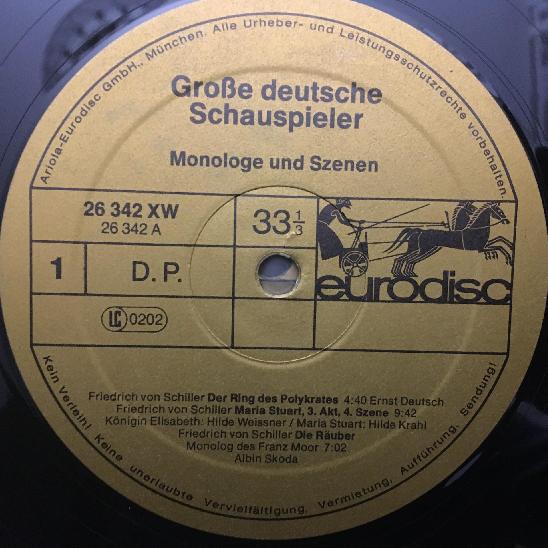 Ariola-Eurodisc GmbH., München. Alle Urheber- und Leistungsschutzrechte vorbehalten.
Große deutsche
Schauspieler
Monologe und Szenen
26 342 XW
26 342 A
33 1/3
1
D.P.
eurodisc
LC 0202
Friedrich von Schiller Der Ring des Polykrates 4:40 Ernst Deutsch
Friedrich von Schiller Maria Stuart, 3. Akt, 4. Szene 9:42
Königin Elisabeth: Hilde Weissner / Maria Stuart: Hilda Krahl
Friedrich von Schiller Die Räuber
Monolog des Franz Moor 7:02
Albin Skoda
Kein Verleih! Keine unerlaubte Vervielfältigung, Vermietung, Aufführung, Sendung!